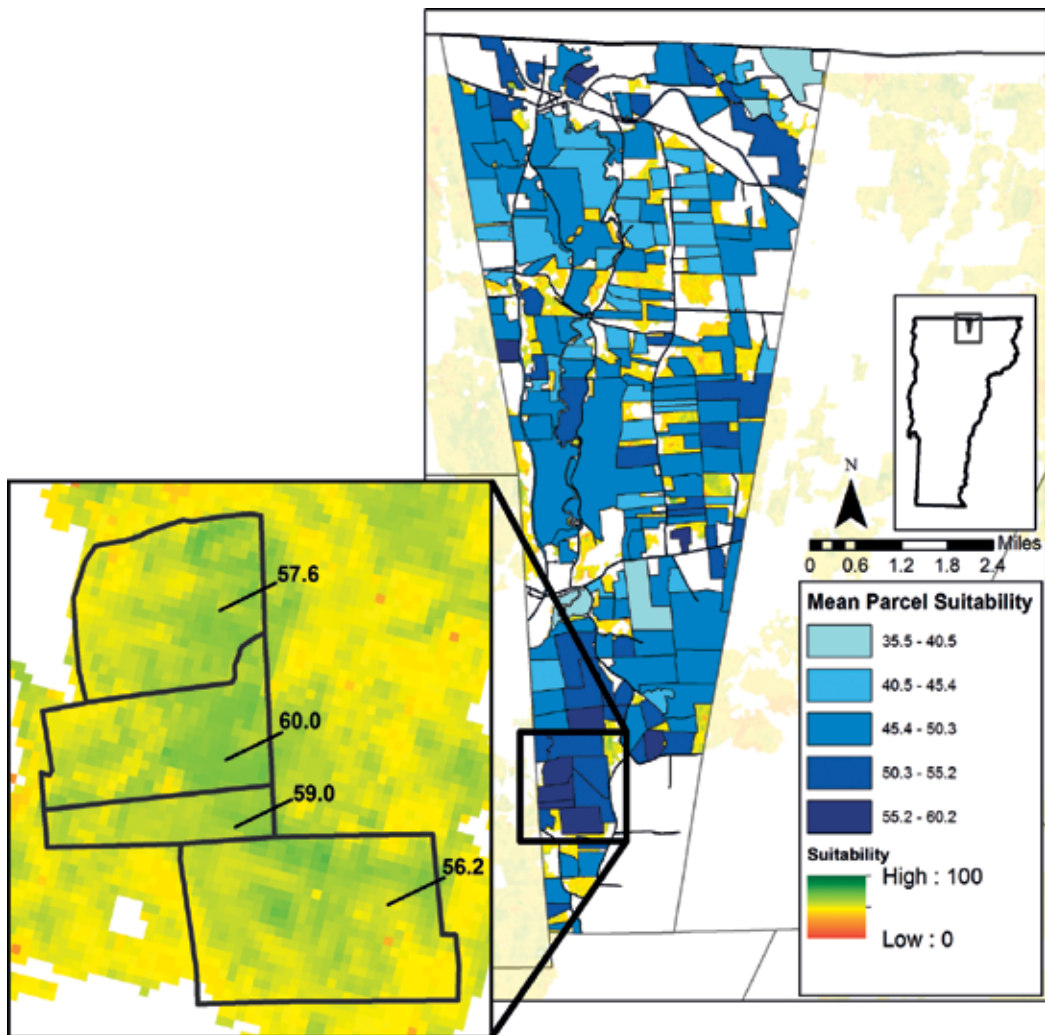 N
Miles
0 0.6 1.2 1.8 2.4
Mean Parcel Suitability
35.5 - 40.5
40.5 - 45.4
45.4 - 50.3
50.3 - 55.2
55.2 - 60.2
Suitability
High : 100
Low : 0
57.6
60.0
59.0
56.2